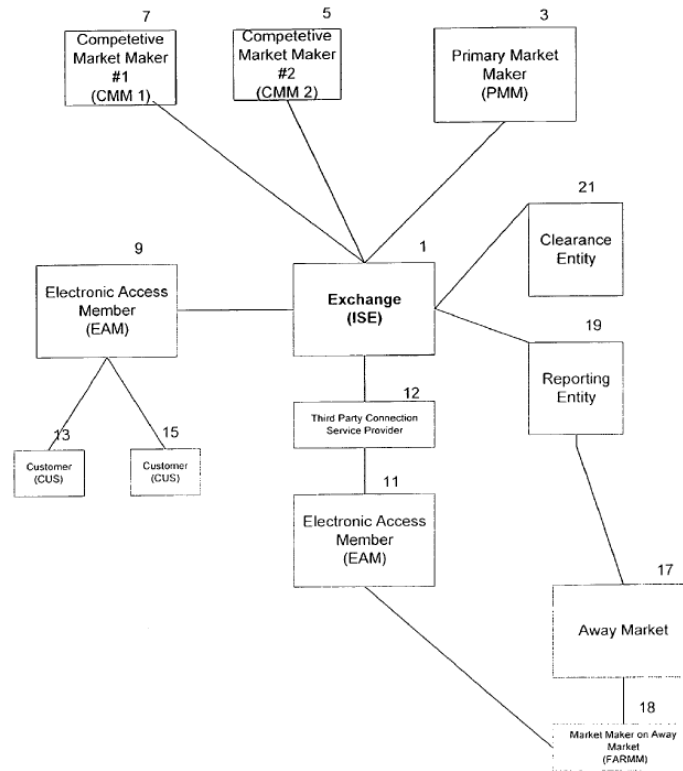 7
5
3
Competetive
Market Maker
#1
(CMM 1)
Competetive
Market Maker
#2
(CMM 2)
Primary Market
Maker
(PMM)
21
Clearance
Entity
9
1
Electronic Access
Member
(EAM)
Exchange
(ISE)
19
Reporting
Entity
12
Third Party Connection
Service Provider
13
15
Customer
(CUS)
Customer
(CUS)
11
Electronic Access
Member
(EAM)
17
Away Market
18
Market Maker on Away
Market
(FARMM)